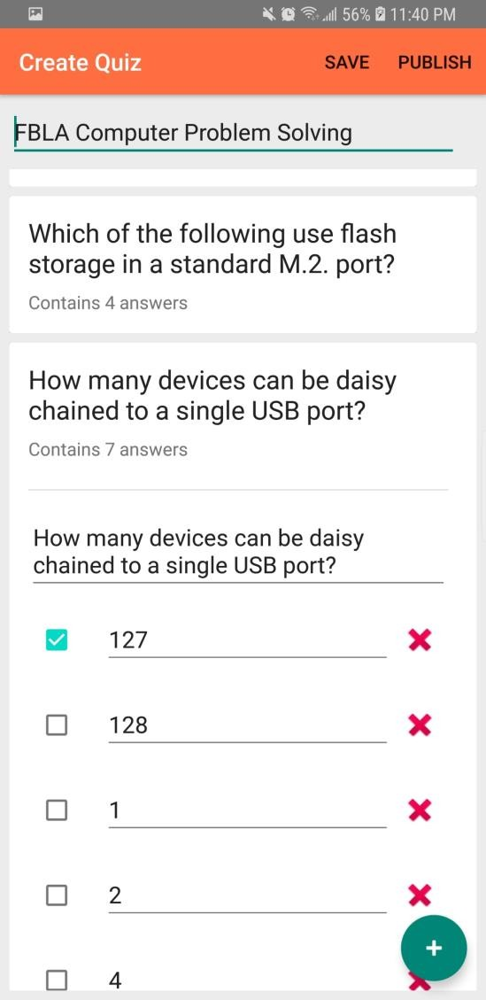 56% 11:40 PM
Create Quiz SAVE PUBLISH
FBLA Computer Problem Solving
Which of the following use flash
storage in a standard M.2. port?
Contains 4 answers
How many devices can be daisy
chained to a single USB port?
Contains 7 answers
How many devices can be daisy
chained to a single USB port?
127
128
1
2
4